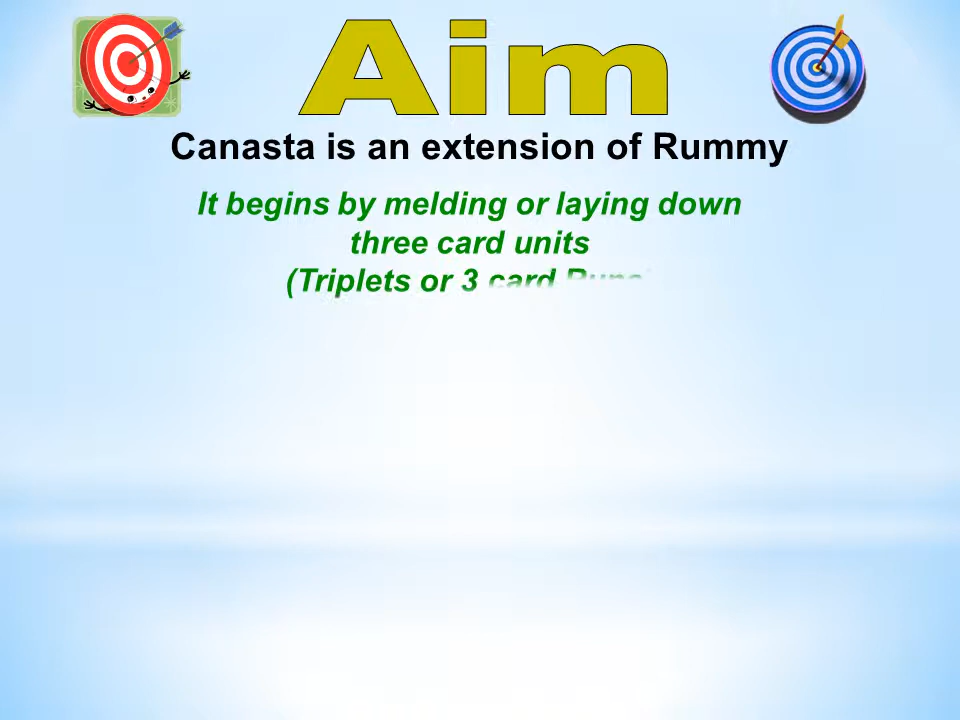 Aim
Canasta is an extension of Rummy
It begins by melding or laying down
three card units
(Triplets or 3 card